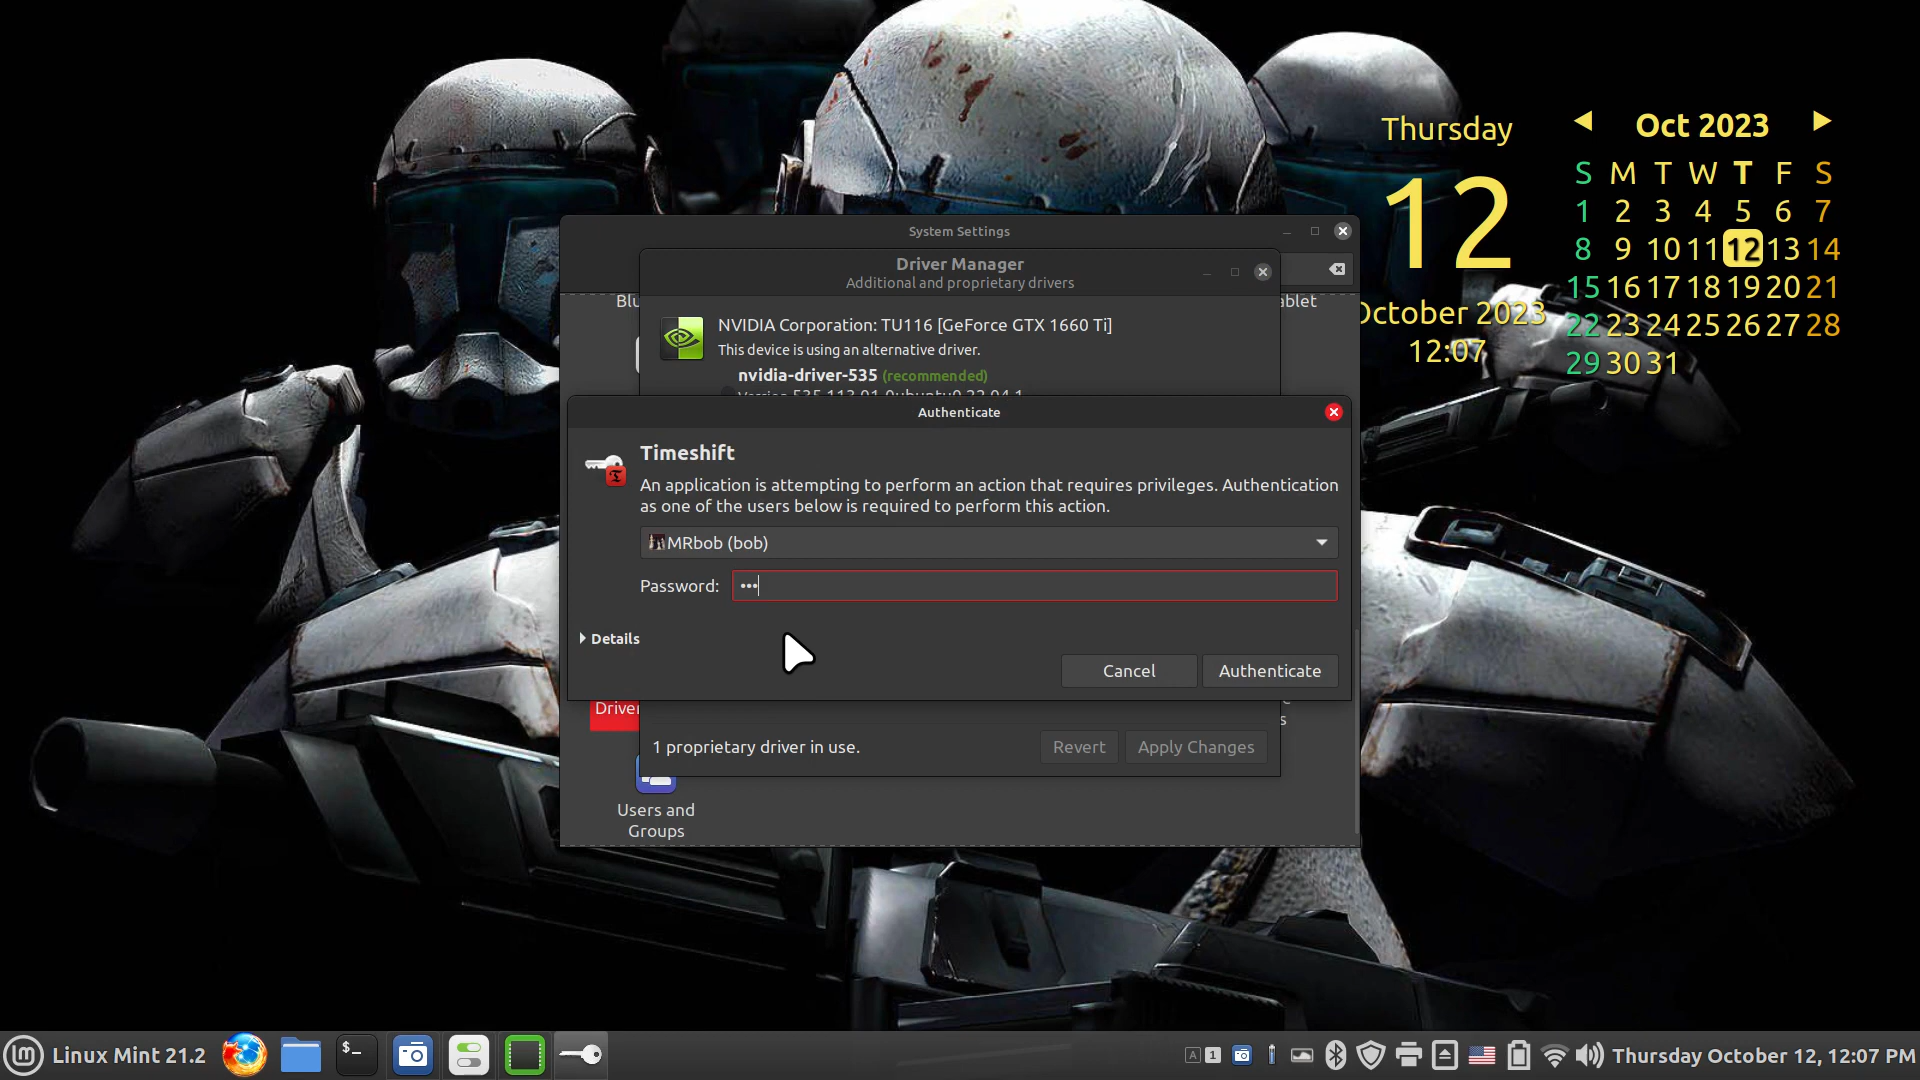 Thursday
12
October 2023
12:07
Oct 2023
S M T W T F S
1 2 3 4 5 6 7
8 9 10 11 12 13 14
15 16 17 18 19 20 21
22 23 24 25 26 27 28
29 30 31
System Settings
Driver Manager
Additional and proprietary drivers
NVIDIA Corporation: TU116 [GeForce GTX 1660 Ti]
This device is using an alternative driver.
nvidia-driver-535 (recommended)
Authenticate
Timeshift
An application is attempting to perform an action that requires privileges. Authentication
as one of the users below is required to perform this action.
MRbob (bob)
Password: •••
Details
Cancel Authenticate
Driver
1 proprietary driver in use.
Revert Apply Changes
Users and
Groups
Linux Mint 21.2
$-
A 1
Thursday October 12, 12:07 PM